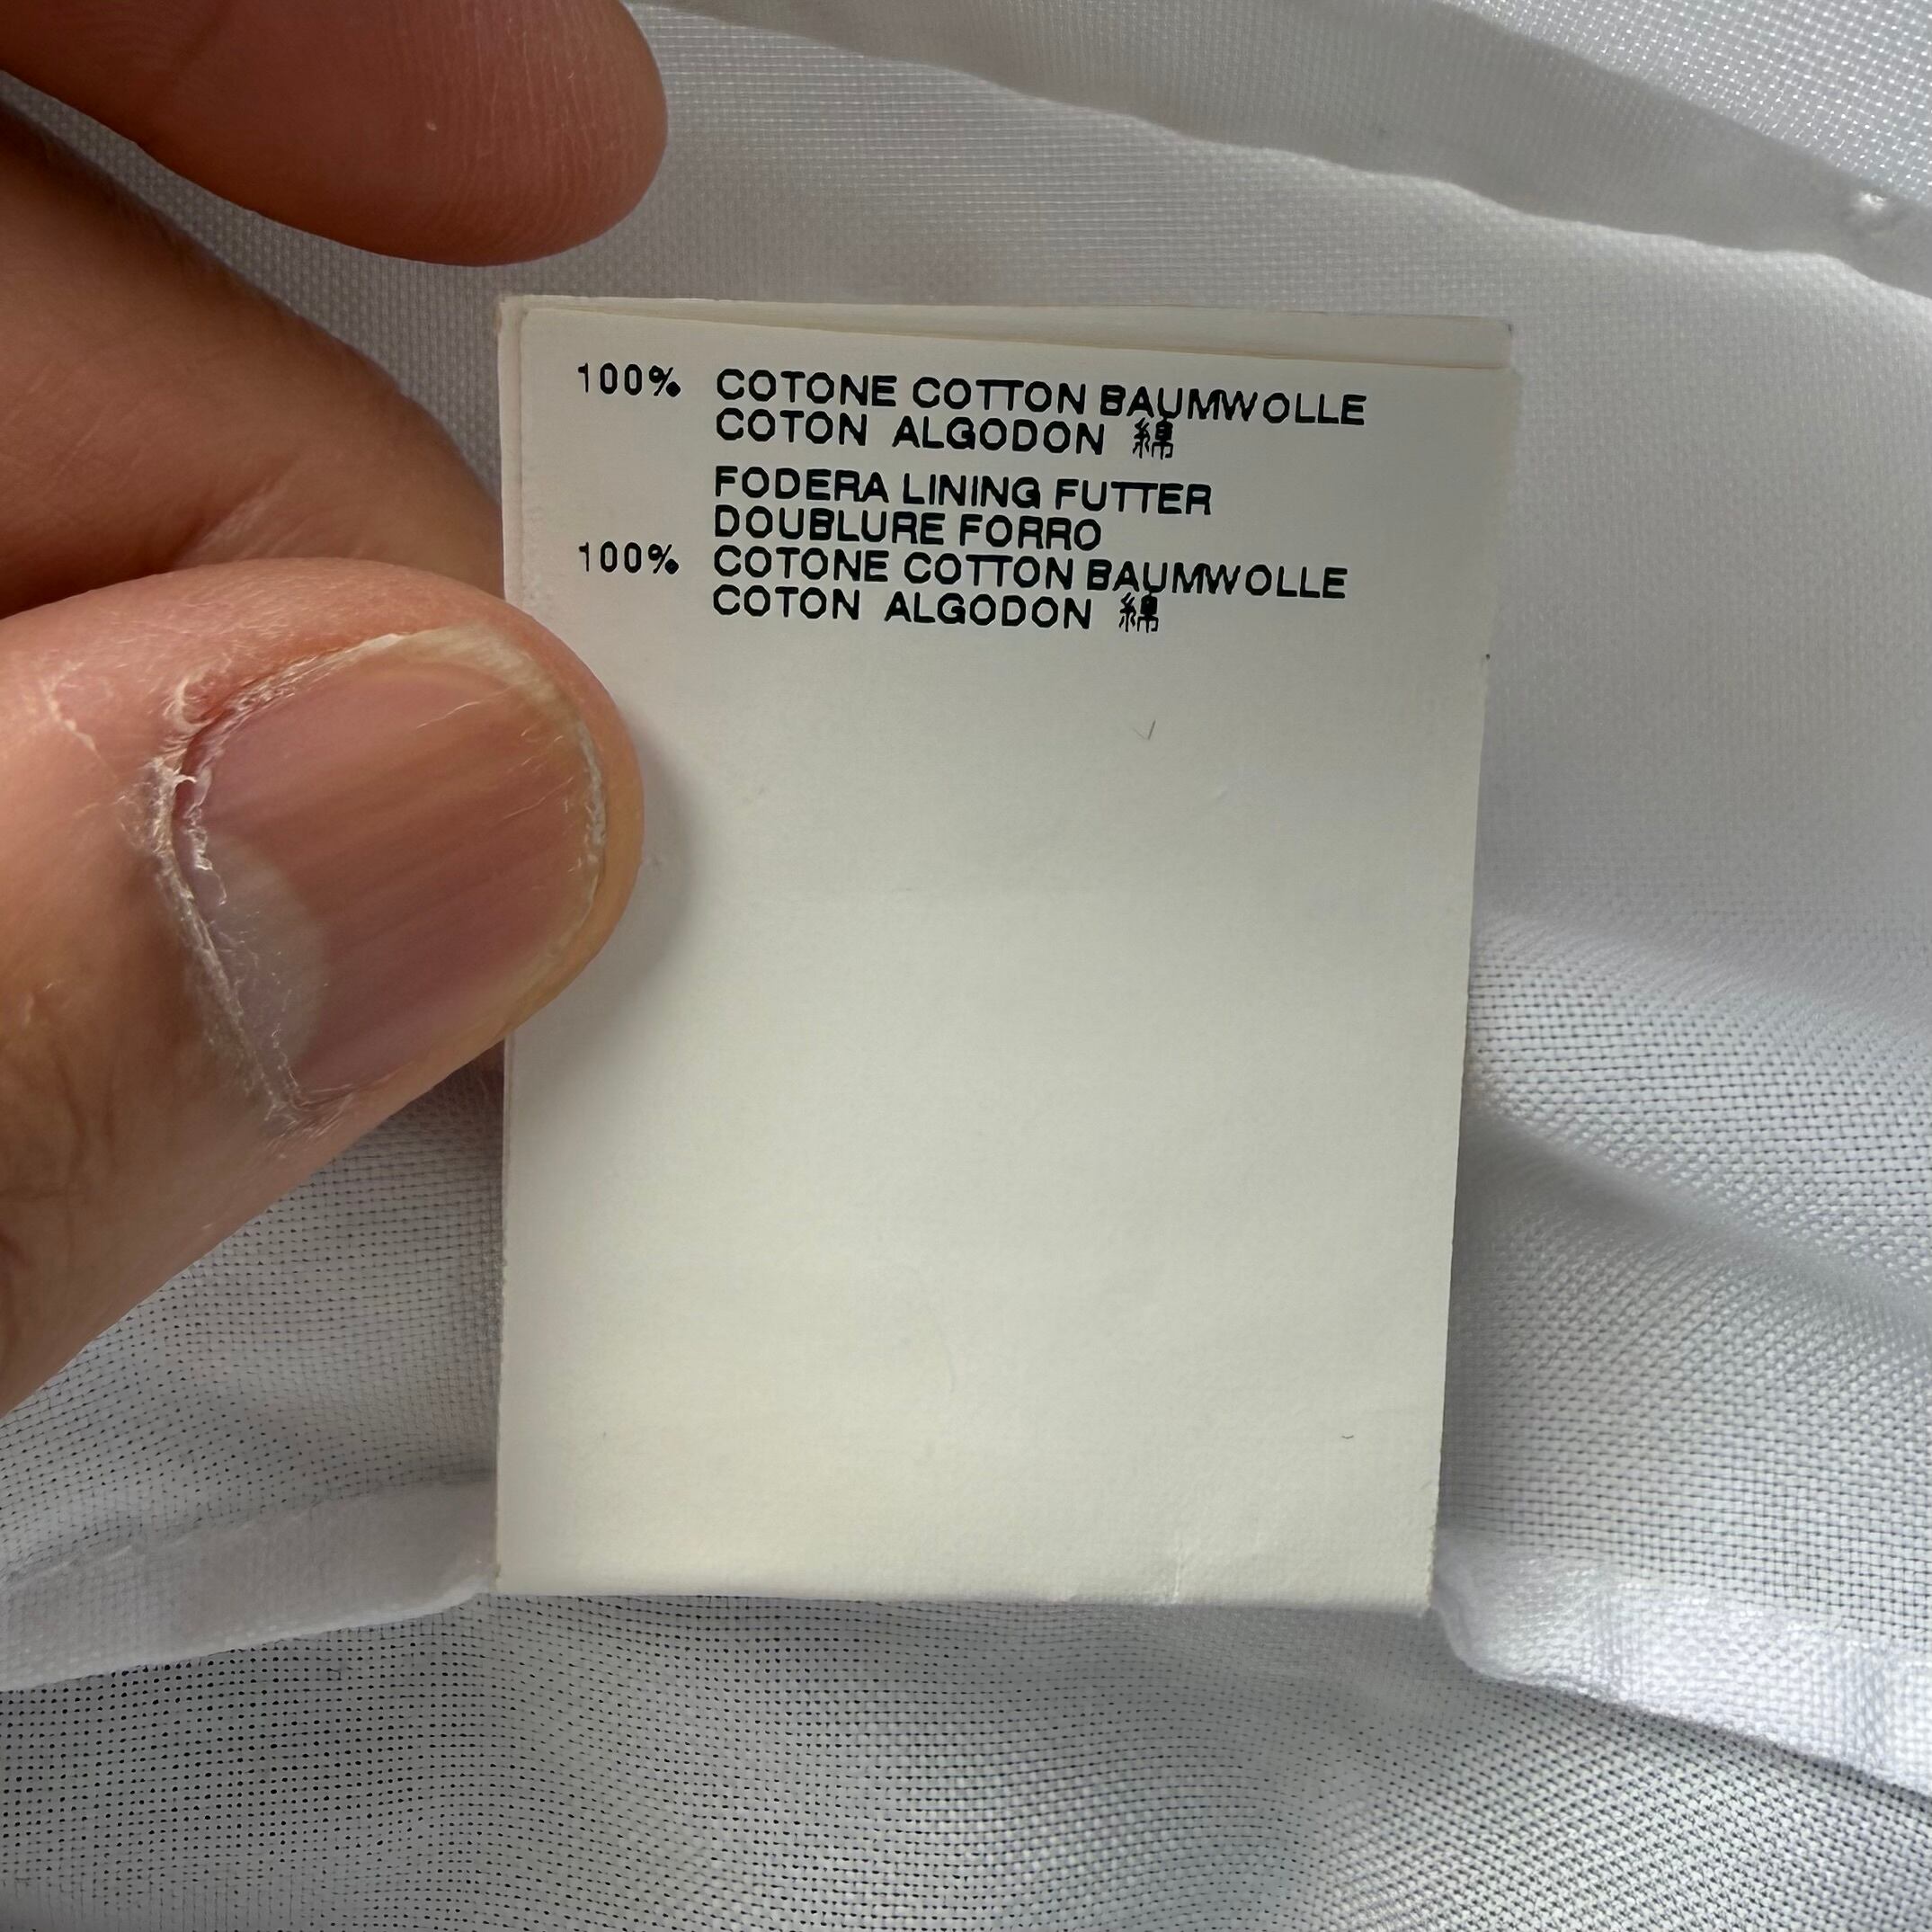 100% COTONE COTTON BAUMWOLLE
COTON ALGODON 綿
FODERA LINING FUTTER
DOUBLURE FORRO
100% COTONE COTTON BAUMWOLLE
COTON ALGODON 綿